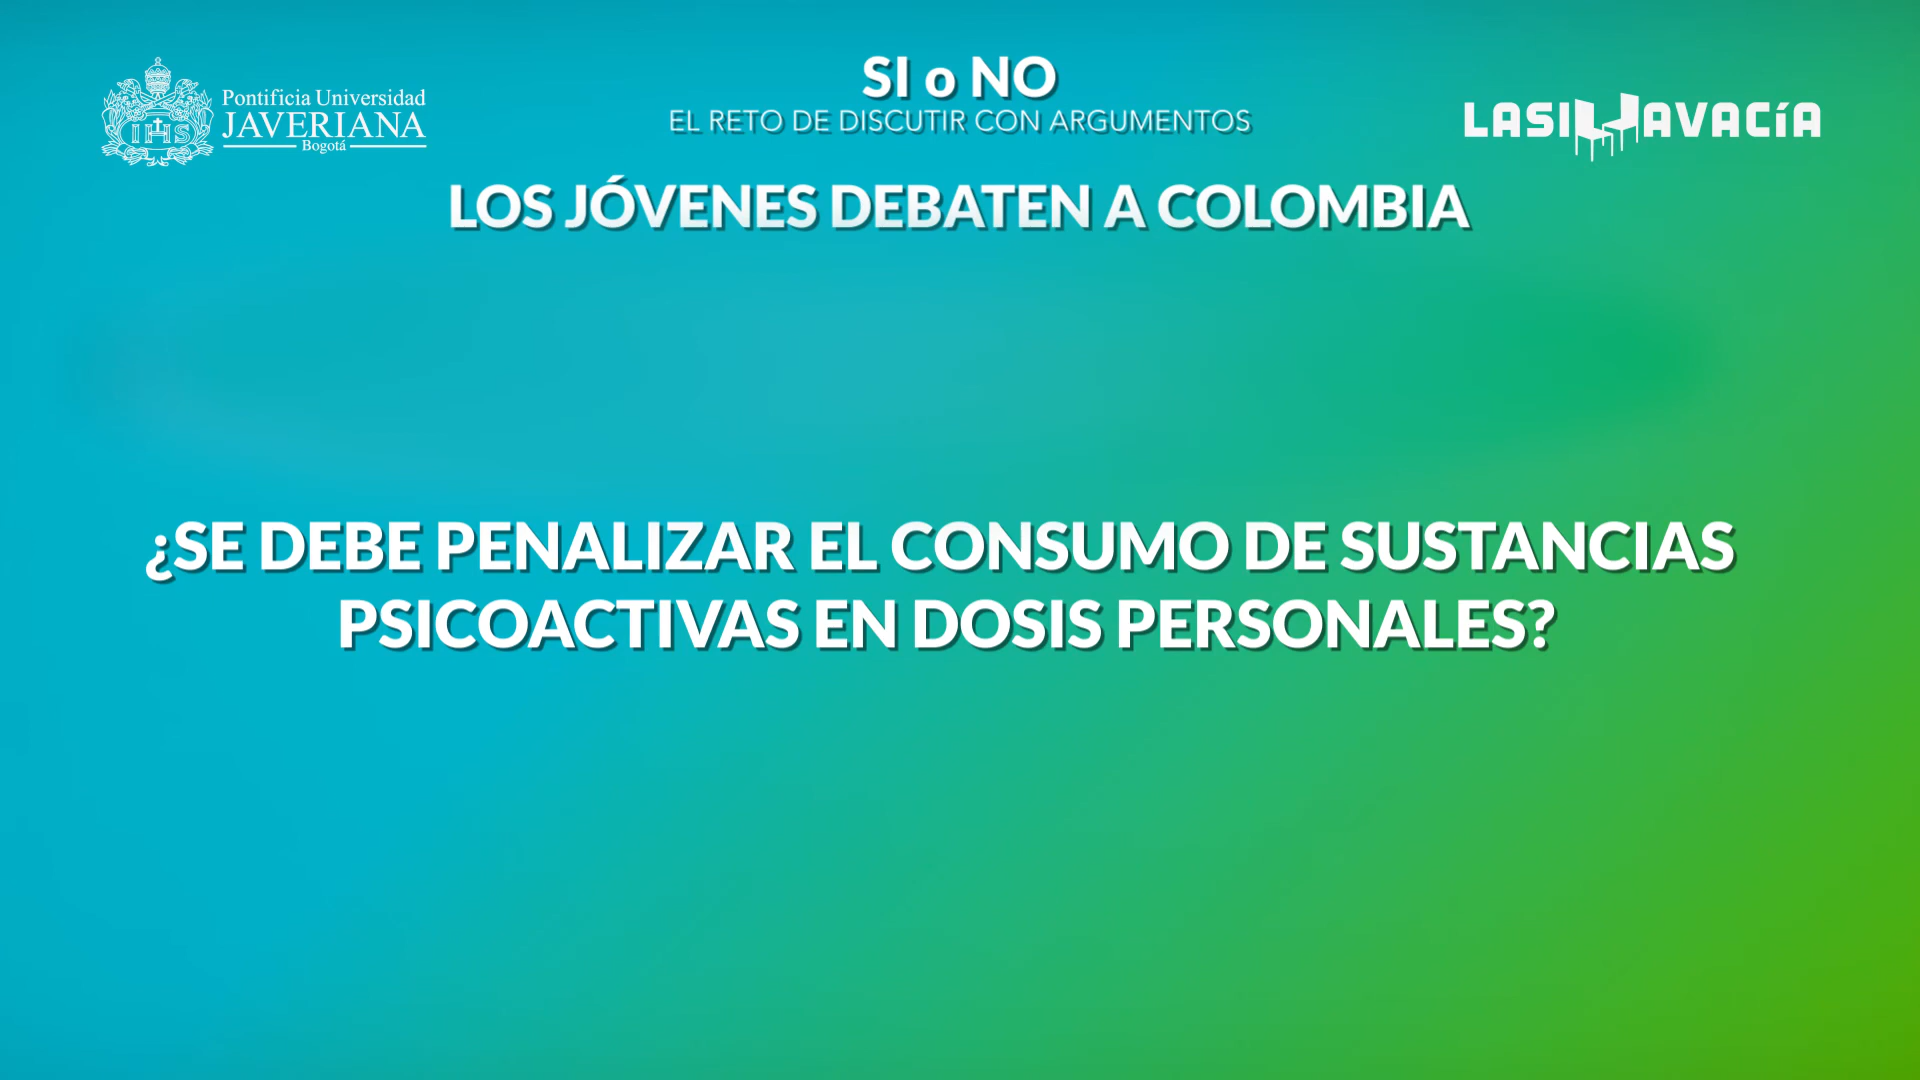 Pontificia Universidad
JAVERIANA
Bogotá
SI o NO
EL RETO DE DISCUTIR CON ARGUMENTOS
LASILLAVACÍA
LOS JÓVENES DEBATEN A COLOMBIA
¿SE DEBE PENALIZAR EL CONSUMO DE SUSTANCIAS
PSICOACTIVAS EN DOSIS PERSONALES?
IHS